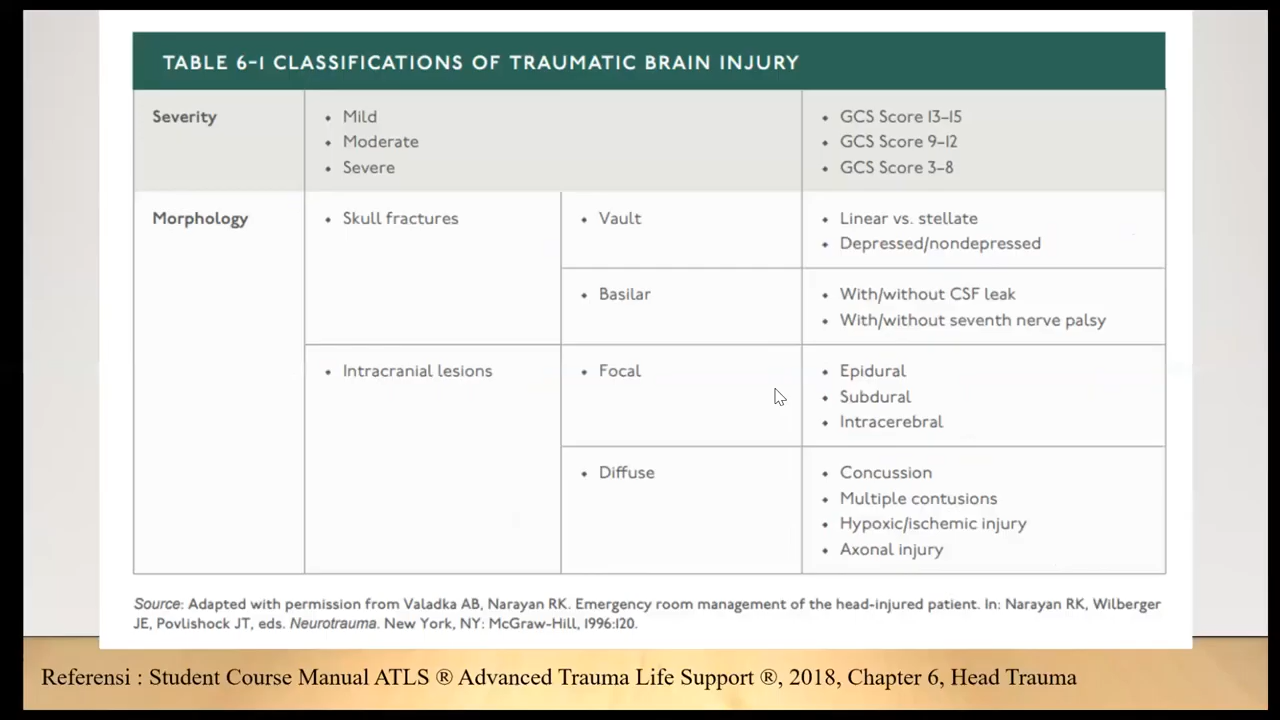 TABLE 6-1 CLASSIFICATIONS OF TRAUMATIC BRAIN INJURY
Severity
• Mild
• Moderate
• Severe
• GCS Score 13–15
• GCS Score 9–12
• GCS Score 3–8
Morphology
• Skull fractures
• Vault
• Linear vs. stellate
• Depressed/nondepressed
• Basilar
• With/without CSF leak
• With/without seventh nerve palsy
• Intracranial lesions
• Focal
• Epidural
• Subdural
• Intracerebral
• Diffuse
• Concussion
• Multiple contusions
• Hypoxic/ischemic injury
• Axonal injury
Source: Adapted with permission from Valadka AB, Narayan RK. Emergency room management of the head-injured patient. In: Narayan RK, Wilberger
JE, Povlishock JT, eds. Neurotrauma. New York, NY: McGraw-Hill, 1996:120.
Referensi : Student Course Manual ATLS ® Advanced Trauma Life Support ®, 2018, Chapter 6, Head Trauma